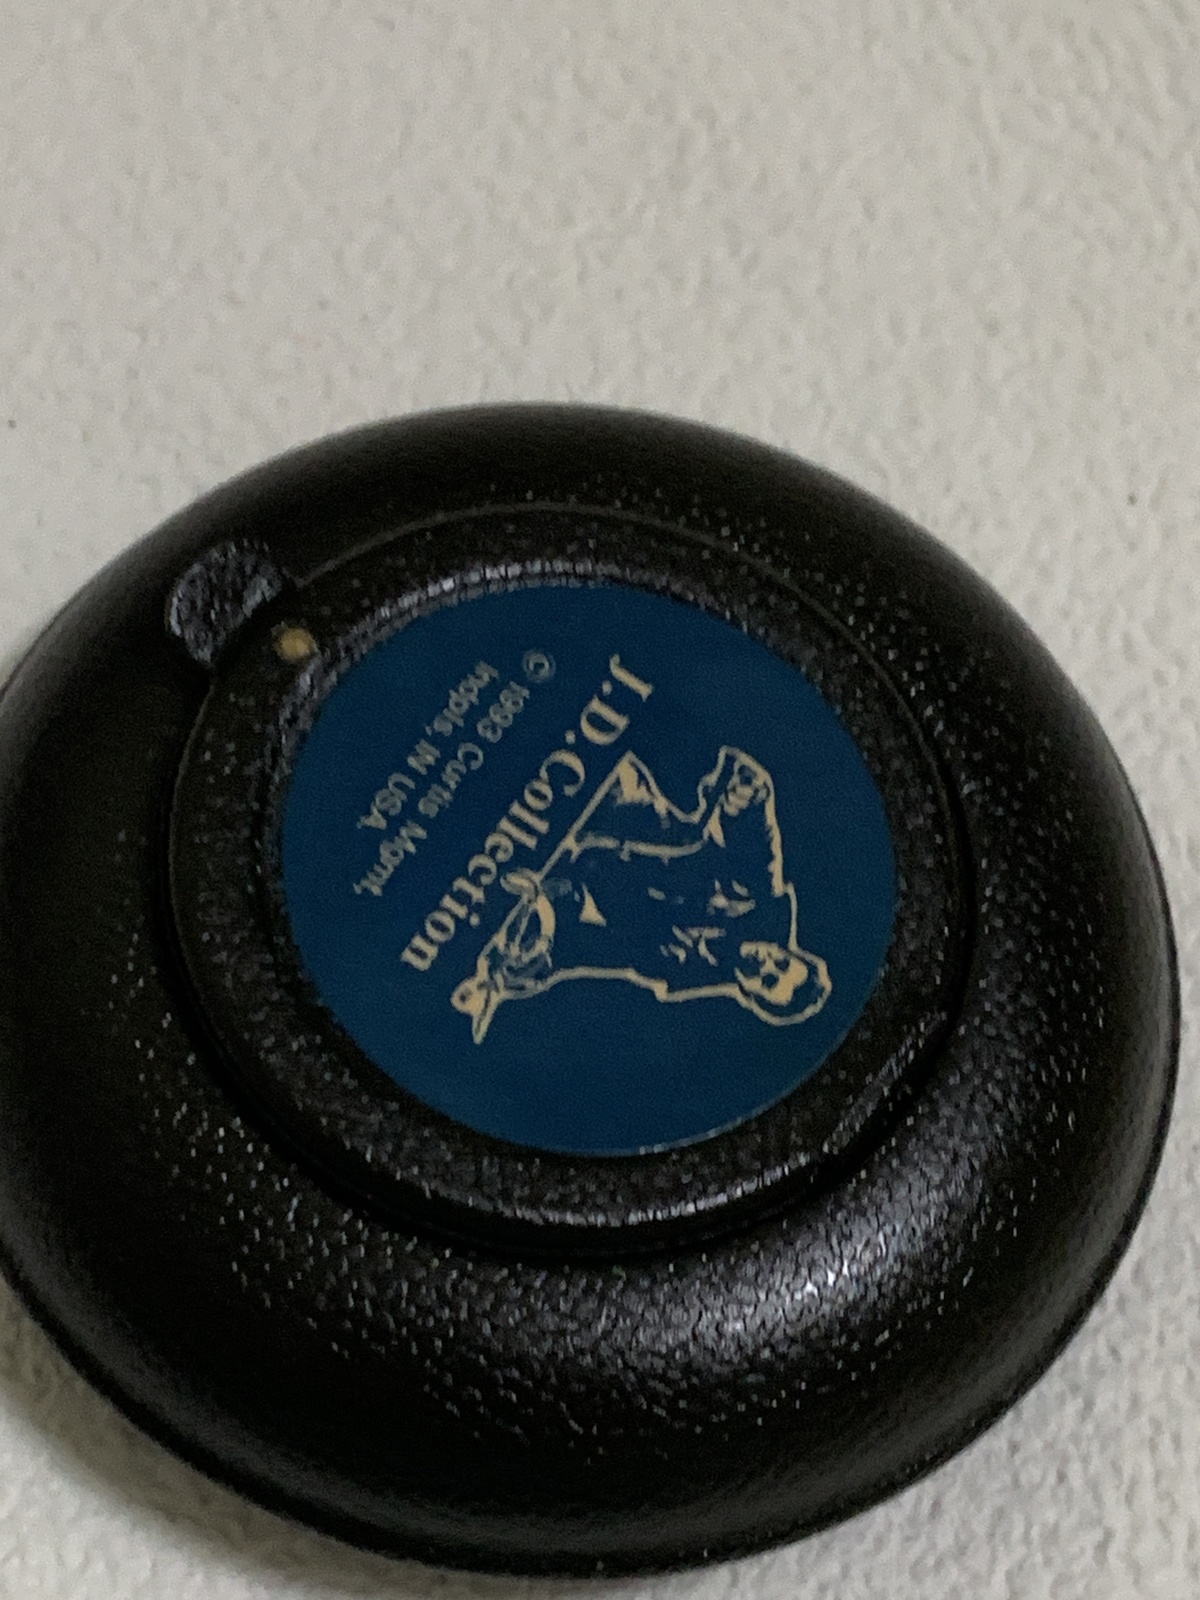 J.D.Collection
© 1993 Curtis Mgmt.
Indpls, IN USA.